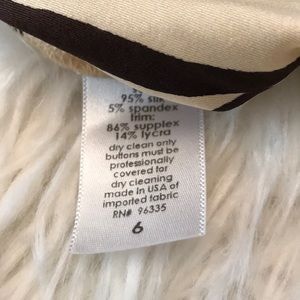 95% silk
5% spandex
trim:
86% supplex
14% lycra
dry clean only
buttons must be
professionally
covered for
dry cleaning
made in USA of
imported fabric
RN# 96335
6